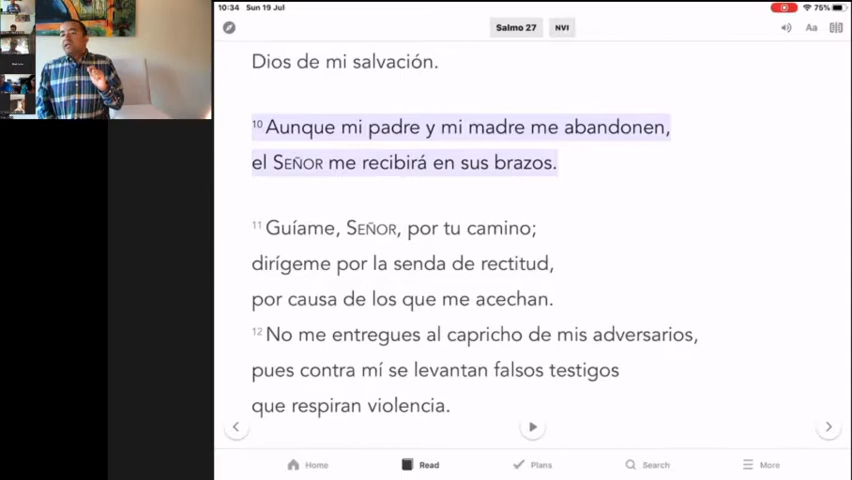 10:34 Sun 19 Jul 75%
Salmo 27 NVI Aa
Dios de mi salvación.
10 Aunque mi padre y mi madre me abandonen,
el SEÑOR me recibirá en sus brazos.
11 Guíame, SEÑOR, por tu camino;
dirígeme por la senda de rectitud,
por causa de los que me acechan.
12 No me entregues al capricho de mis adversarios,
pues contra mí se levantan falsos testigos
que respiran violencia.
Home Read Plans Search More